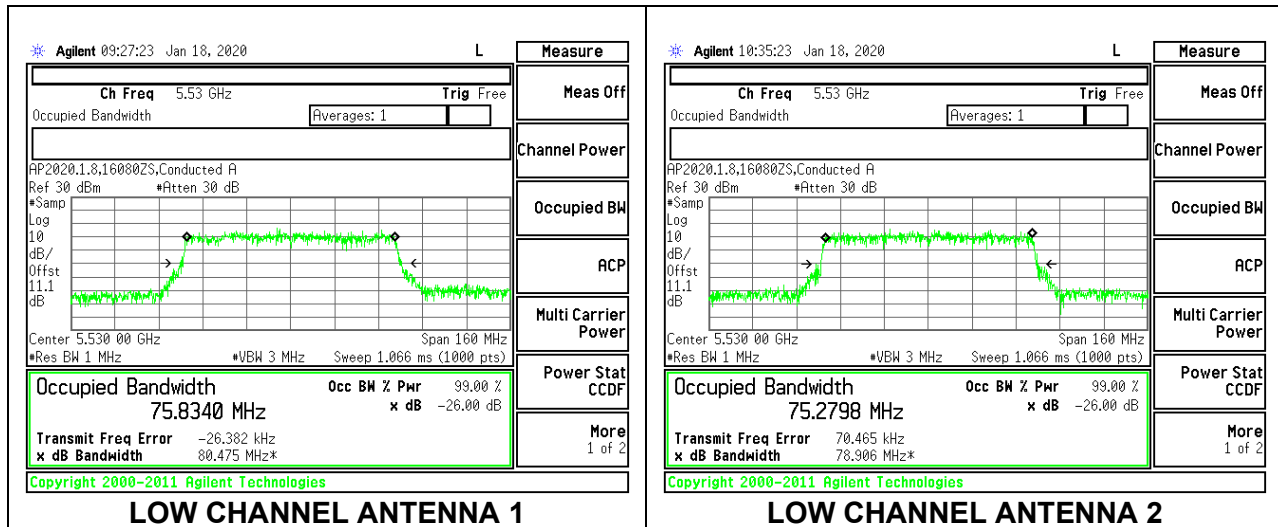 Agilent 09:27:23 Jan 18, 2020 L
Measure
Ch Freq 5.53 GHz Trig Free
Meas Off
Occupied Bandwidth Averages: 1
Channel Power
AP2020.1.8,16080ZS,Conducted A
Ref 30 dBm #Atten 30 dB
#Samp
Log
10
dB/
Offst
11.1
dB
Occupied BW
ACP
Multi Carrier
Power
Center 5.530 00 GHz Span 160 MHz
#Res BW 1 MHz #VBW 3 MHz Sweep 1.066 ms (1000 pts)
Power Stat
CCDF
Occupied Bandwidth Occ BW % Pwr 99.00 %
75.8340 MHz x dB -26.00 dB
Transmit Freq Error -26.382 kHz
x dB Bandwidth 80.475 MHz*
More
1 of 2
Copyright 2000-2011 Agilent Technologies
LOW CHANNEL ANTENNA 1
Agilent 10:35:23 Jan 18, 2020 L
Measure
Ch Freq 5.53 GHz Trig Free
Meas Off
Occupied Bandwidth Averages: 1
Channel Power
AP2020.1.8,16080ZS,Conducted A
Ref 30 dBm #Atten 30 dB
#Samp
Log
10
dB/
Offst
11.1
dB
Occupied BW
ACP
Multi Carrier
Power
Center 5.530 00 GHz Span 160 MHz
#Res BW 1 MHz #VBW 3 MHz Sweep 1.066 ms (1000 pts)
Power Stat
CCDF
Occupied Bandwidth Occ BW % Pwr 99.00 %
75.2798 MHz x dB -26.00 dB
Transmit Freq Error 70.465 kHz
x dB Bandwidth 78.906 MHz*
More
1 of 2
Copyright 2000-2011 Agilent Technologies
LOW CHANNEL ANTENNA 2